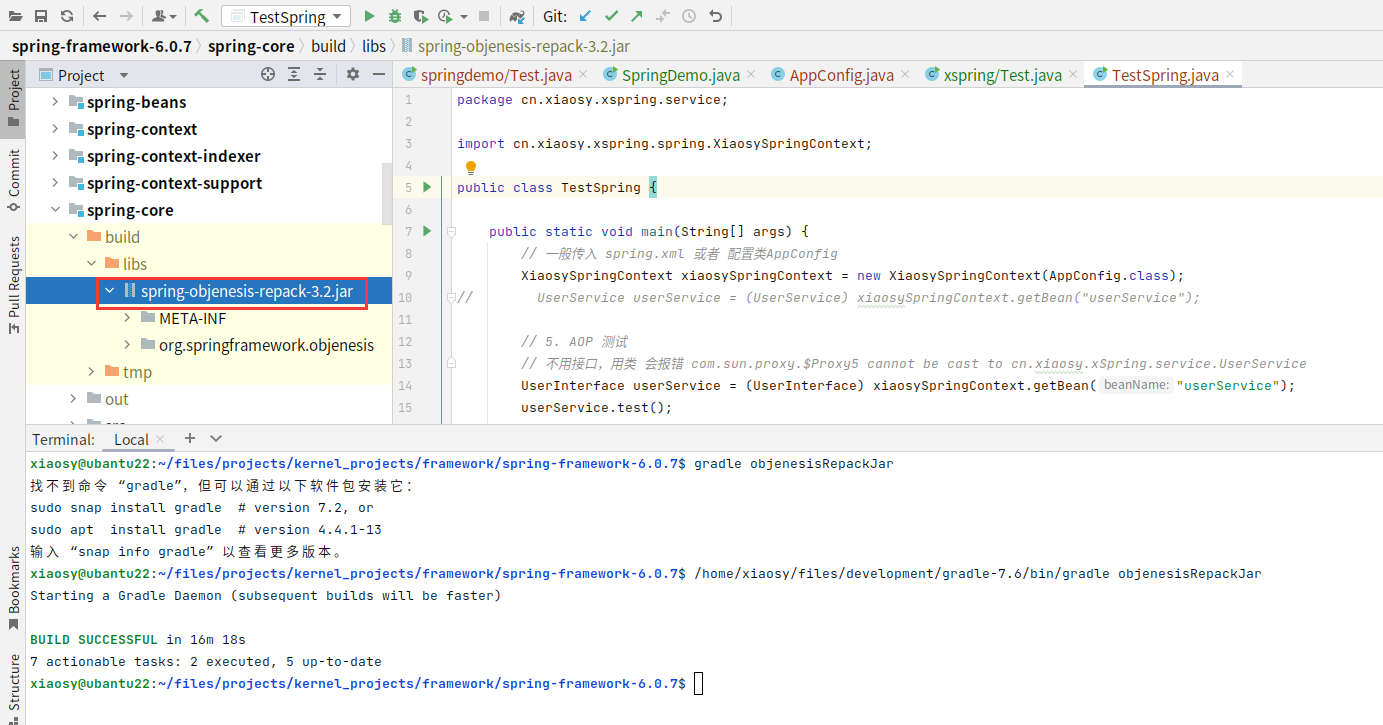 TestSpring
Git:
spring-framework-6.0.7 〉 spring-core 〉 build 〉 libs 〉 spring-objenesis-repack-3.2.jar
Project
Commit
Pull Requests
Bookmarks
Structure
Project
spring-beans
spring-context
spring-context-indexer
spring-context-support
spring-core
build
libs
spring-objenesis-repack-3.2.jar
META-INF
org.springframework.objenesis
tmp
out
springdemo/Test.java
SpringDemo.java
AppConfig.java
xspring/Test.java
TestSpring.java
1 package cn.xiaosy.xspring.service;
2
3 import cn.xiaosy.xspring.spring.XiaosySpringContext;
4
5 public class TestSpring {
6
7 public static void main(String[] args) {
8 // 一般传入 spring.xml 或者 配置类AppConfig
9 XiaosySpringContext xiaosySpringContext = new XiaosySpringContext(AppConfig.class);
10 // UserService userService = (UserService) xiaosySpringContext.getBean("userService");
11
12 // 5. AOP 测试
13 // 不用接口，用类 会报错 com.sun.proxy.$Proxy5 cannot be cast to cn.xiaosy.xSpring.service.UserService
14 UserInterface userService = (UserInterface) xiaosySpringContext.getBean( beanName: "userService");
15 userService.test();
Terminal: Local
xiaosy@ubantu22:~/files/projects/kernel_projects/framework/spring-framework-6.0.7$ gradle objenesisRepackJar
找不到命令 “gradle”，但可以通过以下软件包安装它：
sudo snap install gradle  # version 7.2, or
sudo apt  install gradle  # version 4.4.1-13
输入 “snap info gradle” 以查看更多版本。
xiaosy@ubantu22:~/files/projects/kernel_projects/framework/spring-framework-6.0.7$ /home/xiaosy/files/development/gradle-7.6/bin/gradle objenesisRepackJar
Starting a Gradle Daemon (subsequent builds will be faster)
BUILD SUCCESSFUL in 16m 18s
7 actionable tasks: 2 executed, 5 up-to-date
xiaosy@ubantu22:~/files/projects/kernel_projects/framework/spring-framework-6.0.7$